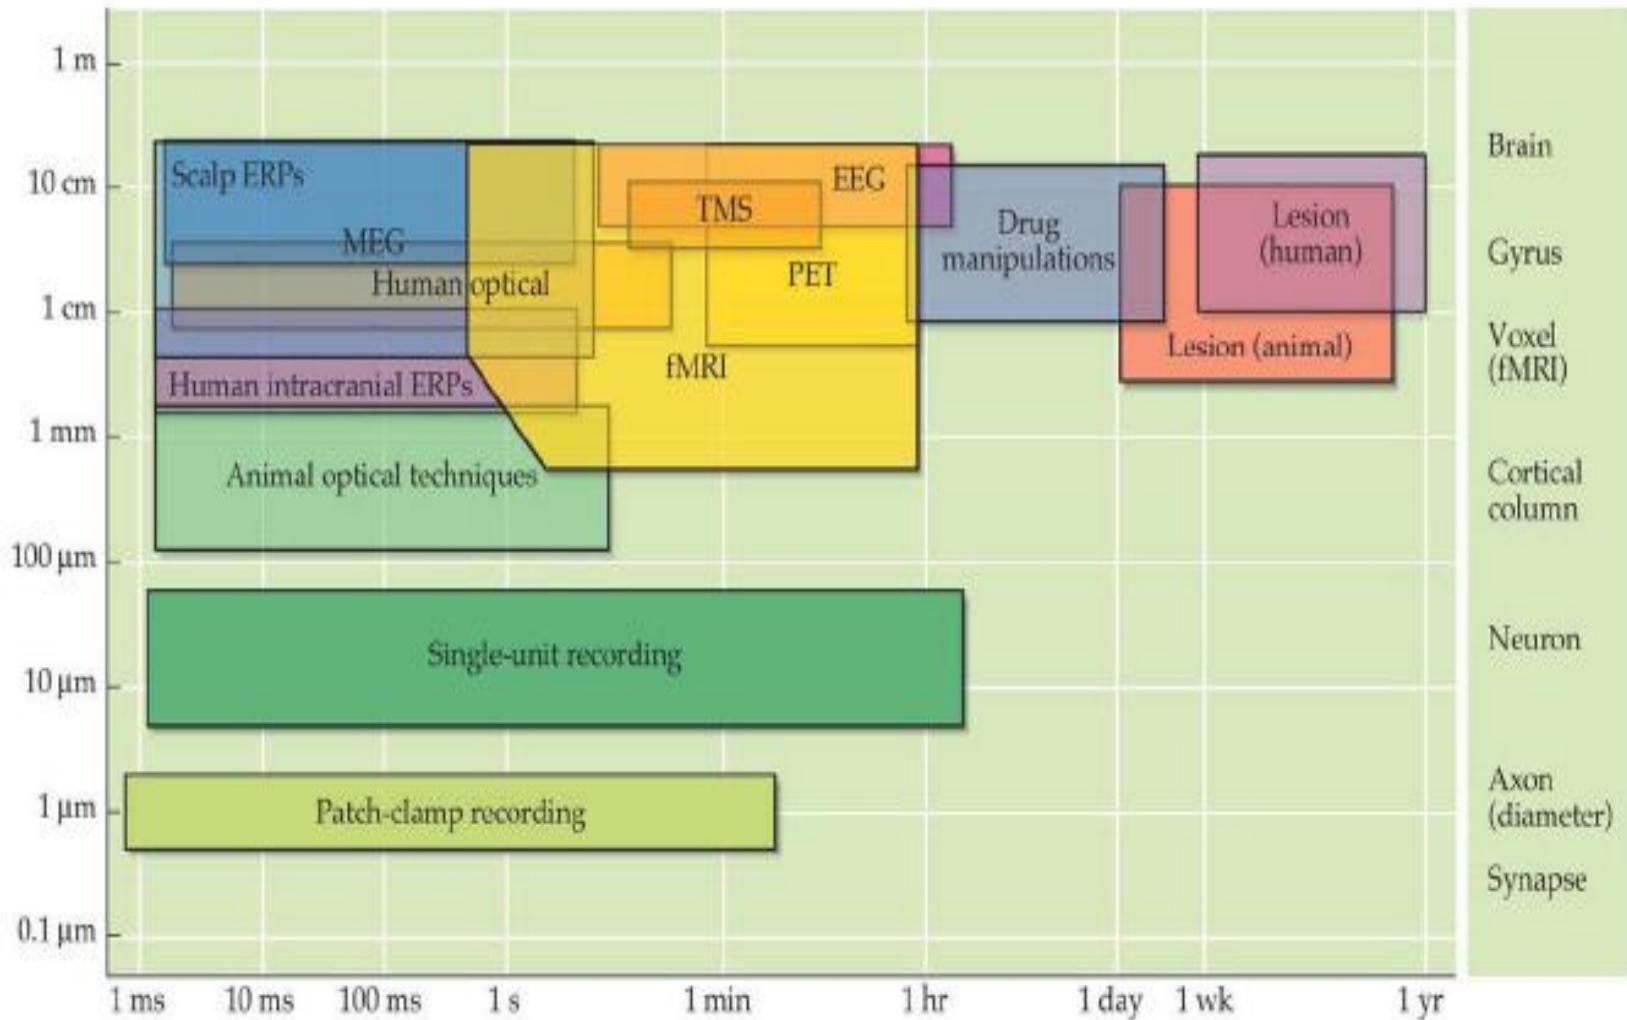 1 m
10 cm
1 cm
1 mm
100 µm
10 µm
1 µm
0.1 µm
Scalp ERPs
MEG
Human optical
Human intracranial ERPs
Animal optical techniques
EEG
TMS
PET
fMRI
Drug
manipulations
Lesion
(human)
Lesion (animal)
Single-unit recording
Patch-clamp recording
1 ms
10 ms
100 ms
1 s
1 min
1 hr
1 day
1 wk
1 yr
Brain
Gyrus
Voxel
(fMRI)
Cortical
column
Neuron
Axon
(diameter)
Synapse